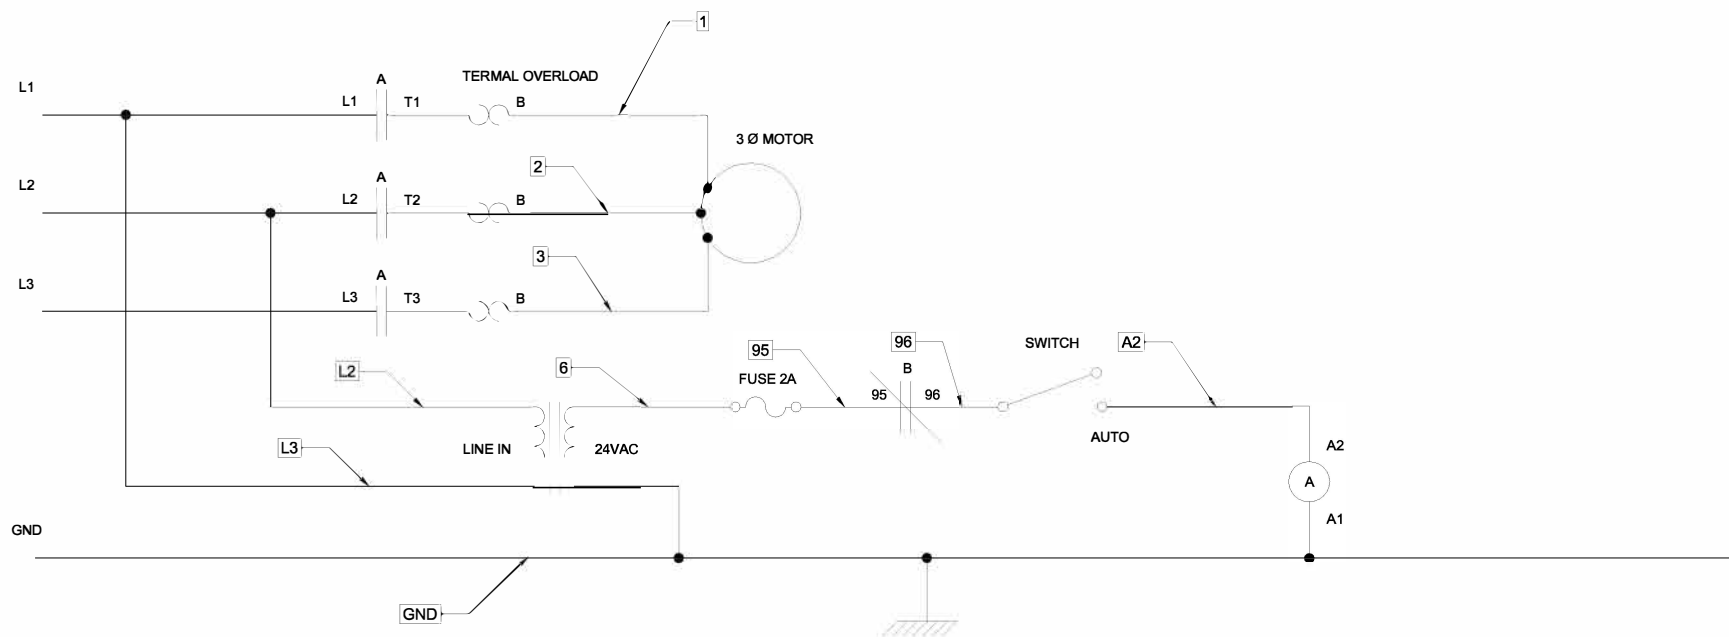 1
L1
A
TERMAL OVERLOAD
L1
T1
B
3 Ø MOTOR
2
L2
A
L2
T2
B
3
L3
A
L3
T3
B
L2
6
95
96
SWITCH
A2
B
FUSE 2A
95
96
AUTO
L3
LINE IN
24VAC
A2
A
A1
GND
GND